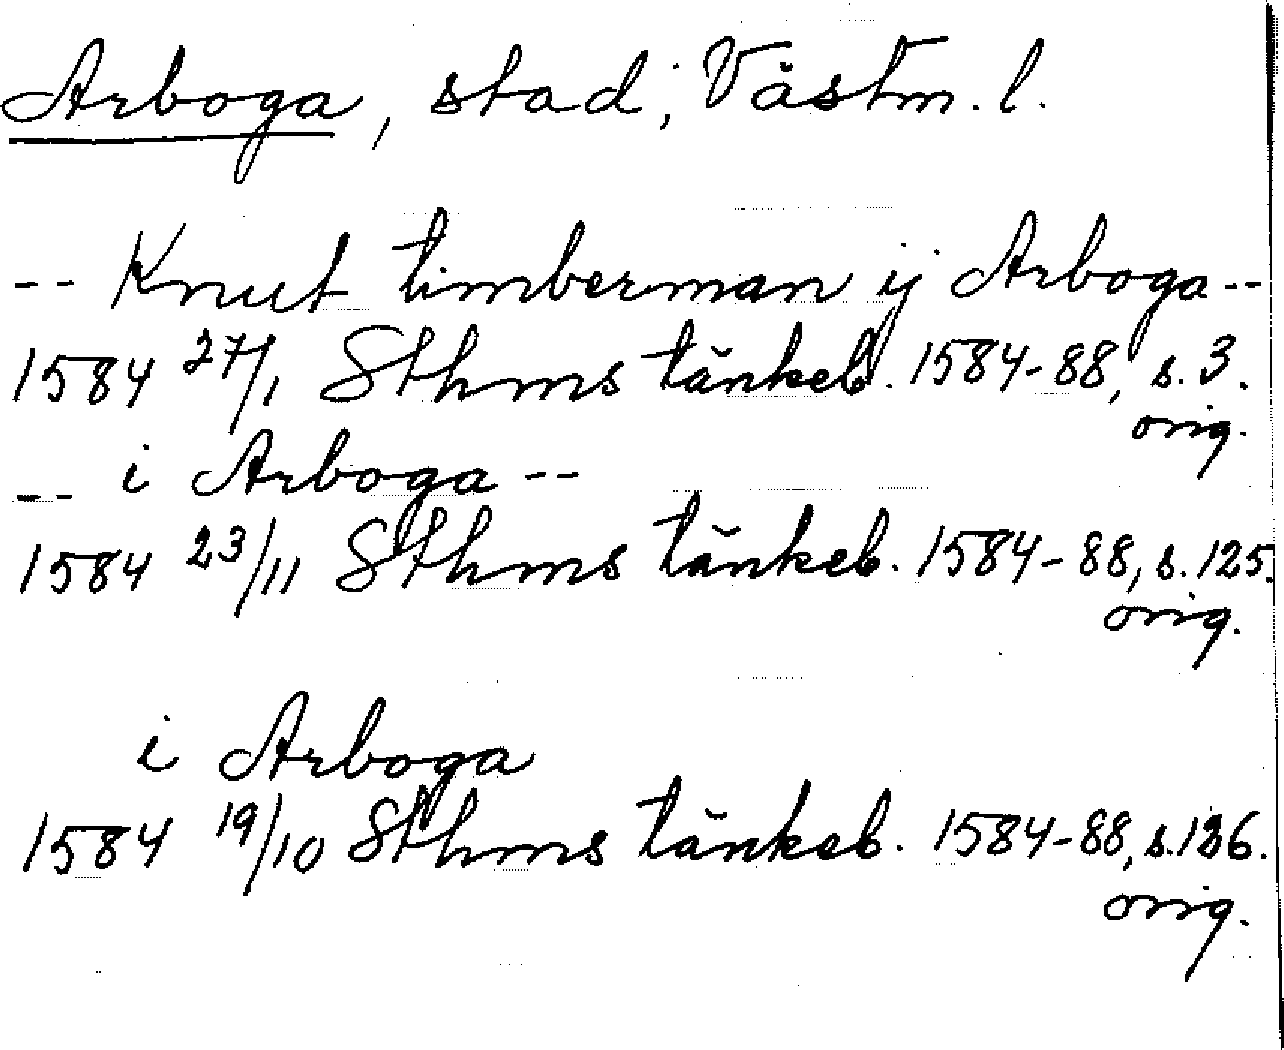 Arboga, stad, Västm. l.
-- Knut timberman ij Arboga --
1584 27/1 Sthms tänkeb. 1584-88, s. 3.
orig.
-- i Arboga --
1584 23/11 Sthms tänkeb. 1584-88, s. 125.
orig.
i Arboga
1584 19/10 Sthms tänkeb. 1584-88, s.
orig.